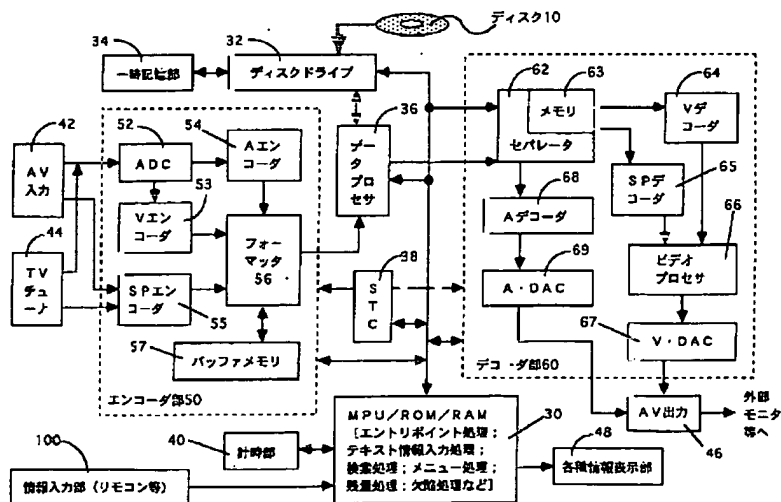 ディスク10
34
32
一時記憶部
ディスクドライブ
62
63
64
メモリ
セパレータ
Vデ
コーダ
42
52
54
36
AV
入力
ADC
Aエン
コーダ
データ
プロセサ
53
Vエン
コーダ
68
Aデコーダ
SPデ
コーダ
65
44
TV
チューナ
フォー
マッタ
56
38
STC
69
A・DAC
66
ビデオ
プロセサ
SPエン
コーダ
55
57
バッファメモリ
エンコーダ部50
67
V・DAC
デコーダ部60
MPU/ROM/RAM
[エントリポイント処理;
テキスト情報入力処理;
検索処理;メニュー処理;
残量処理;欠陥処理など]
30
AV出力
46
外部
モニタ
等へ
40
計時部
48
各種情報表示部
100
情報入力部(リモコン等)